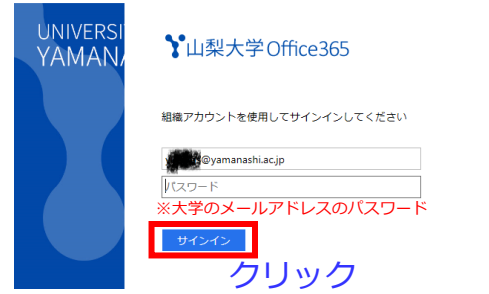 UNIVERSI
YAMANA
山梨大学Office365
組織アカウントを使用してサインインしてください
@yamanashi.ac.jp
パスワード
※大学のメールアドレスのパスワード
サインイン
クリック